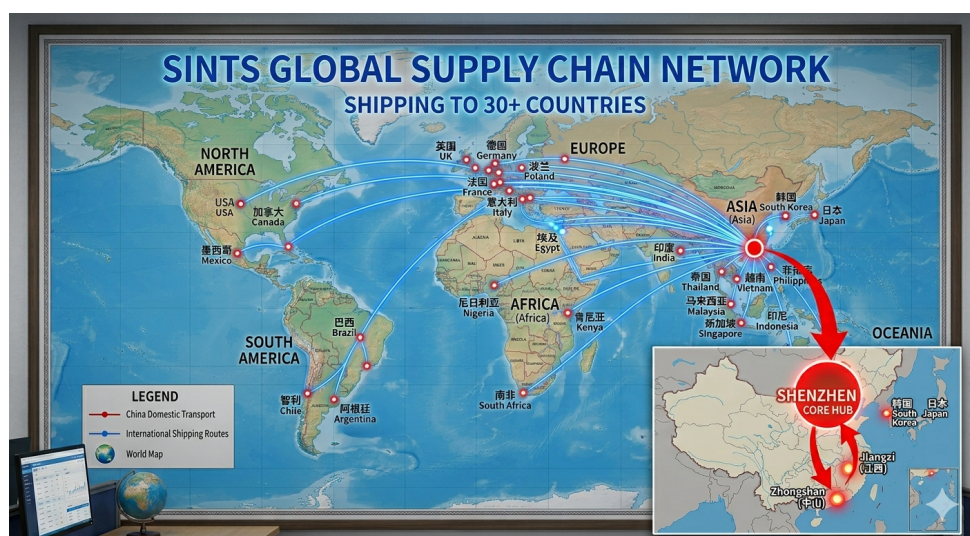 SINTS GLOBAL SUPPLY CHAIN NETWORK
SHIPPING TO 30+ COUNTRIES
NORTH
AMERICA
USA
USA
加拿大
Canada
墨西哥
Mexico
英国
UK
德国
Germany
法国
France
波兰
Poland
意大利
Italy
EUROPE
ASIA
(Asia)
韩国
South Korea
日本
Japan
埃及
Egypt
印度
India
泰国
Thailand
越南
Vietnam
Philipp
马来西亚
Malaysia
Singapore
印尼
Indonesia
尼日利亚
Nigeria
AFRICA
(Africa)
肯尼亚
Kenya
南非
South Africa
SOUTH
AMERICA
巴西
Brazil
智利
Chile
阿根廷
Argentina
OCEANIA
LEGEND
China Domestic Transport
International Shipping Routes
World Map
SHENZHEN
CORE HUB
韩国
South
Korea
日本
Japan
Jiangzi
(江西)
Zhongshan
(中山)